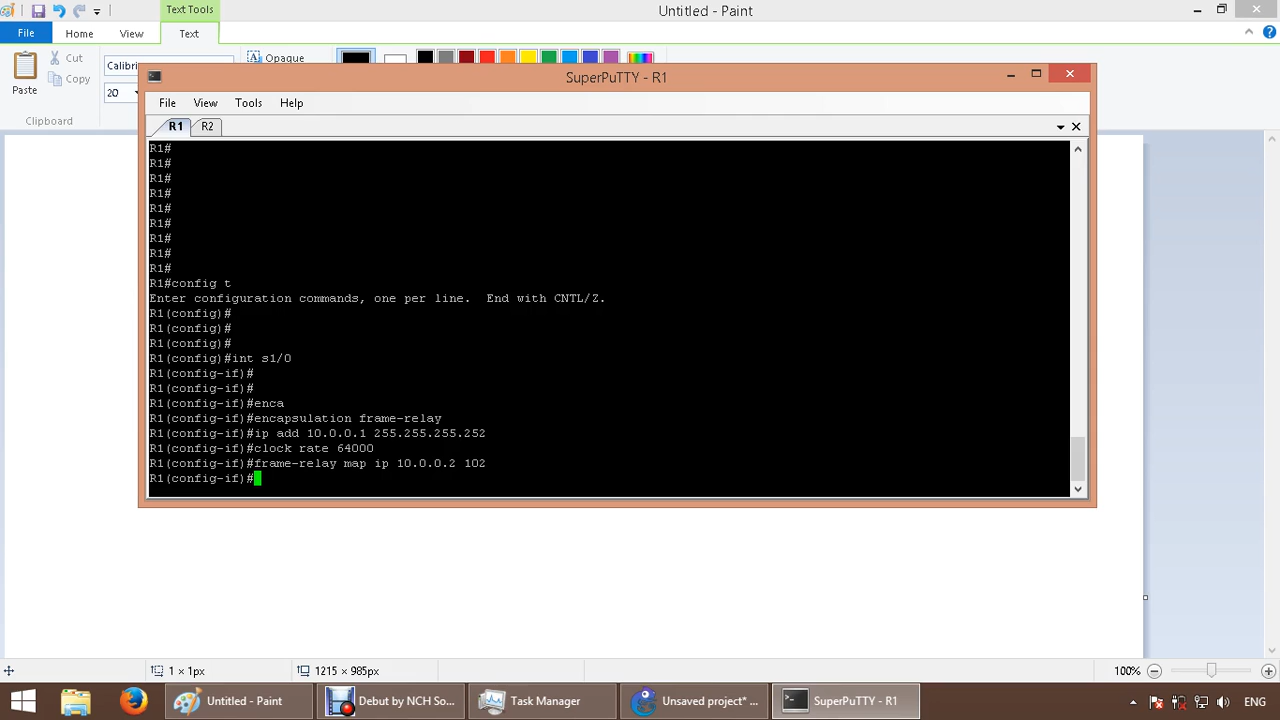 Text Tools
Untitled - Paint
File
Home
View
Text
Paste
Cut
Copy
Clipboard
Calibri
20
Opaque
SuperPuTTY - R1
File
View
Tools
Help
R1
R2
R1#
R1#
R1#
R1#
R1#
R1#
R1#
R1#
R1#
R1#config t
Enter configuration commands, one per line.  End with CNTL/Z.
R1(config)#
R1(config)#
R1(config)#
R1(config)#int s1/0
R1(config-if)#
R1(config-if)#
R1(config-if)#enca
R1(config-if)#encapsulation frame-relay
R1(config-if)#ip add 10.0.0.1 255.255.255.252
R1(config-if)#clock rate 64000
R1(config-if)#frame-relay map ip 10.0.0.2 102
R1(config-if)#
1 × 1px
1215 × 985px
100%
Untitled - Paint
Debut by NCH So...
Task Manager
Unsaved project*...
SuperPuTTY - R1
ENG